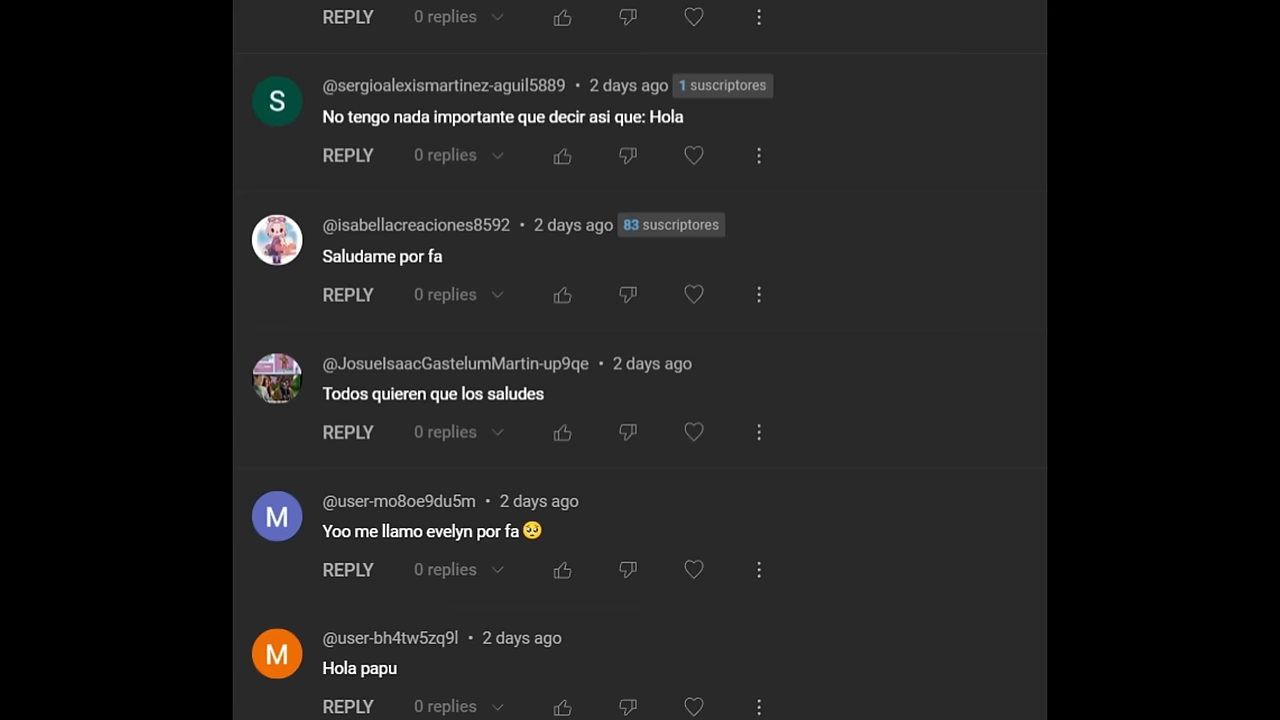 REPLY 0 replies
S @sergioalexismartinez-aguil5889 • 2 days ago 1 suscriptores
No tengo nada importante que decir asi que: Hola
REPLY 0 replies
@isabellacreaciones8592 • 2 days ago 83 suscriptores
Saludame por fa
REPLY 0 replies
@JosueIsaacGastelumMartin-up9qe • 2 days ago
Todos quieren que los saludes
REPLY 0 replies
M @user-mo8oe9du5m • 2 days ago
Yoo me llamo evelyn por fa 🥺
REPLY 0 replies
M @user-bh4tw5zq9l • 2 days ago
Hola papu
REPLY 0 replies